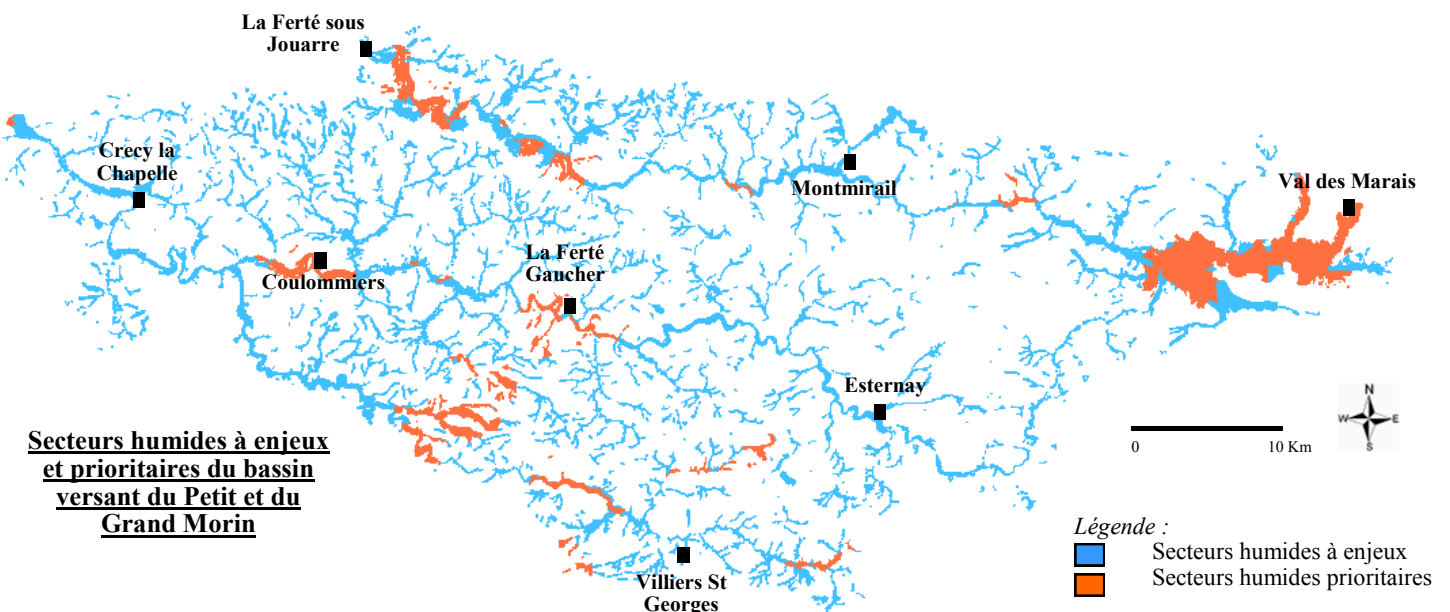 La Ferté sous
Jouarre
Crecy la
Chapelle
Montmirail
Val des Marais
La Ferté
Gaucher
Coulommiers
Esternay
N
W
E
S
0
10 Km
Secteurs humides à enjeux
et prioritaires du bassin
versant du Petit et du
Grand Morin
Légende :
Secteurs humides à enjeux
Secteurs humides prioritaires
Villiers St
Georges